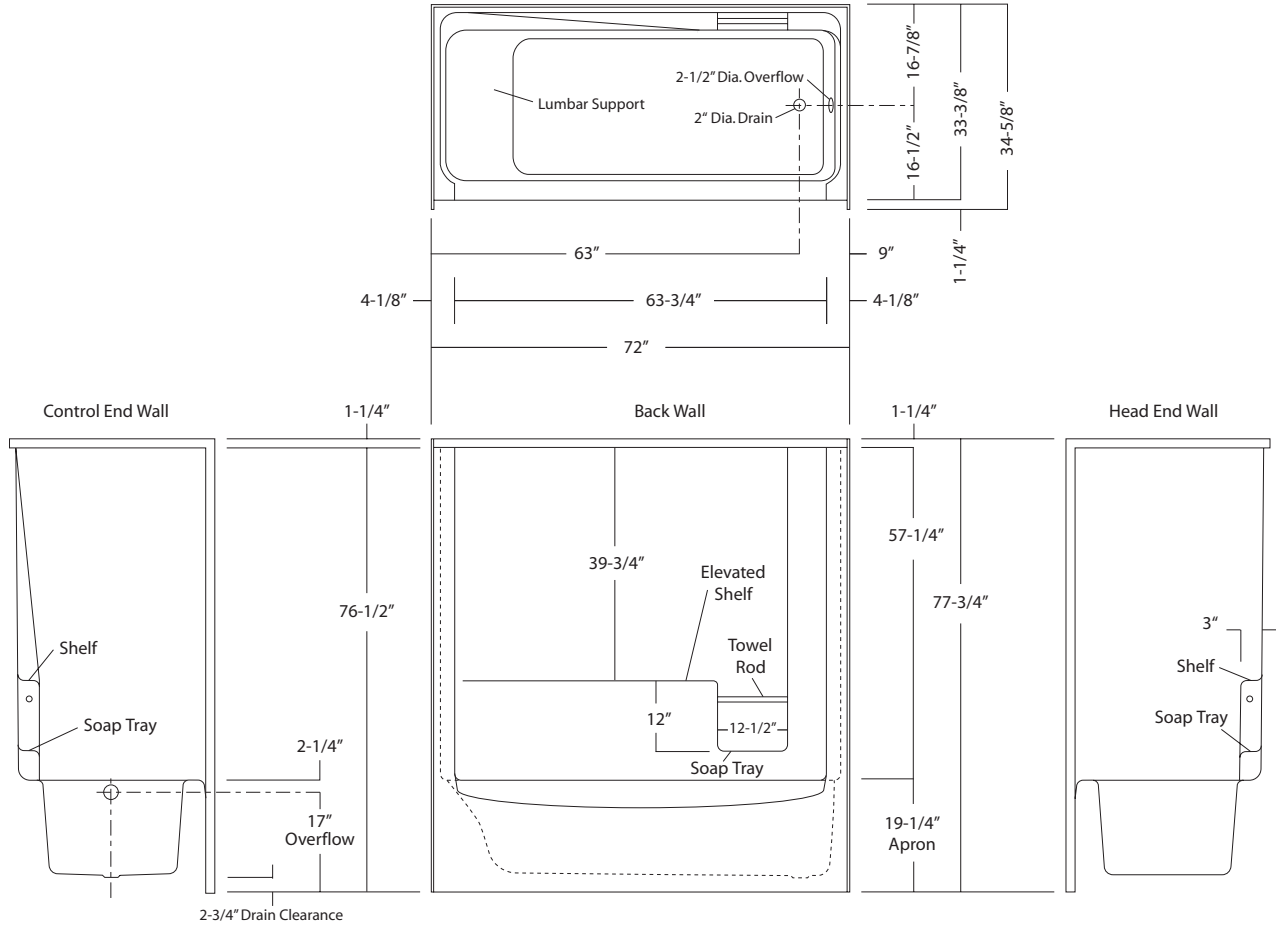 16-7/8”
2-1/2” Dia. Overflow
33-3/8”
Lumbar Support
2“ Dia. Drain
34-5/8”
16-1/2”
63”
9”
1-1/4”
4-1/8”
63-3/4”
4-1/8”
72”
Control End Wall
1-1/4”
Back Wall
1-1/4”
Head End Wall
57-1/4”
39-3/4”
Elevated
Shelf
76-1/2”
77-3/4”
3“
Towel
Rod
Shelf
Shelf
12”
12-1/2”
Soap Tray
Soap Tray
2-1/4”
Soap Tray
17”
Overflow
19-1/4”
Apron
2-3/4” Drain Clearance